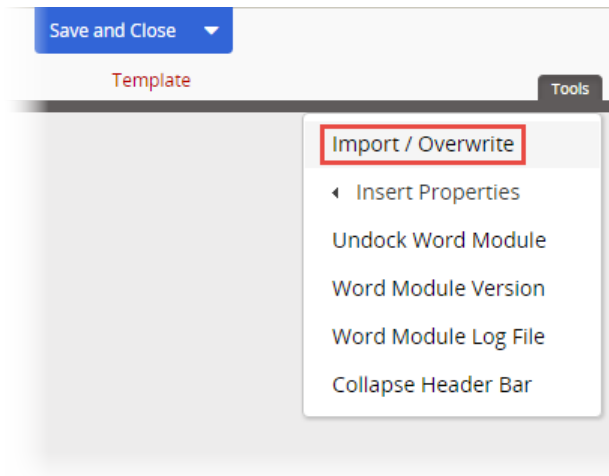 Save and Close
Template
Tools
Import / Overwrite
Insert Properties
Undock Word Module
Word Module Version
Word Module Log File
Collapse Header Bar